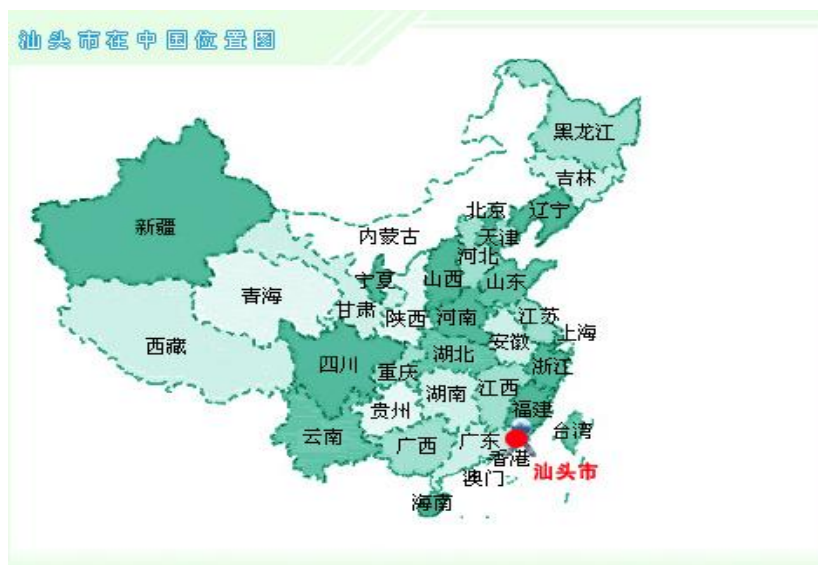 汕头市在中国位置图
黑龙江
吉林
北京
辽宁
新疆
内蒙古
天津
河北
宁夏
山西
山东
青海
甘肃
陕西
河南
江苏
上海
西藏
安徽
湖北
四川
重庆
浙江
湖南
江西
贵州
福建
云南
广西
广东
台湾
香港
汕头市
澳门
海南